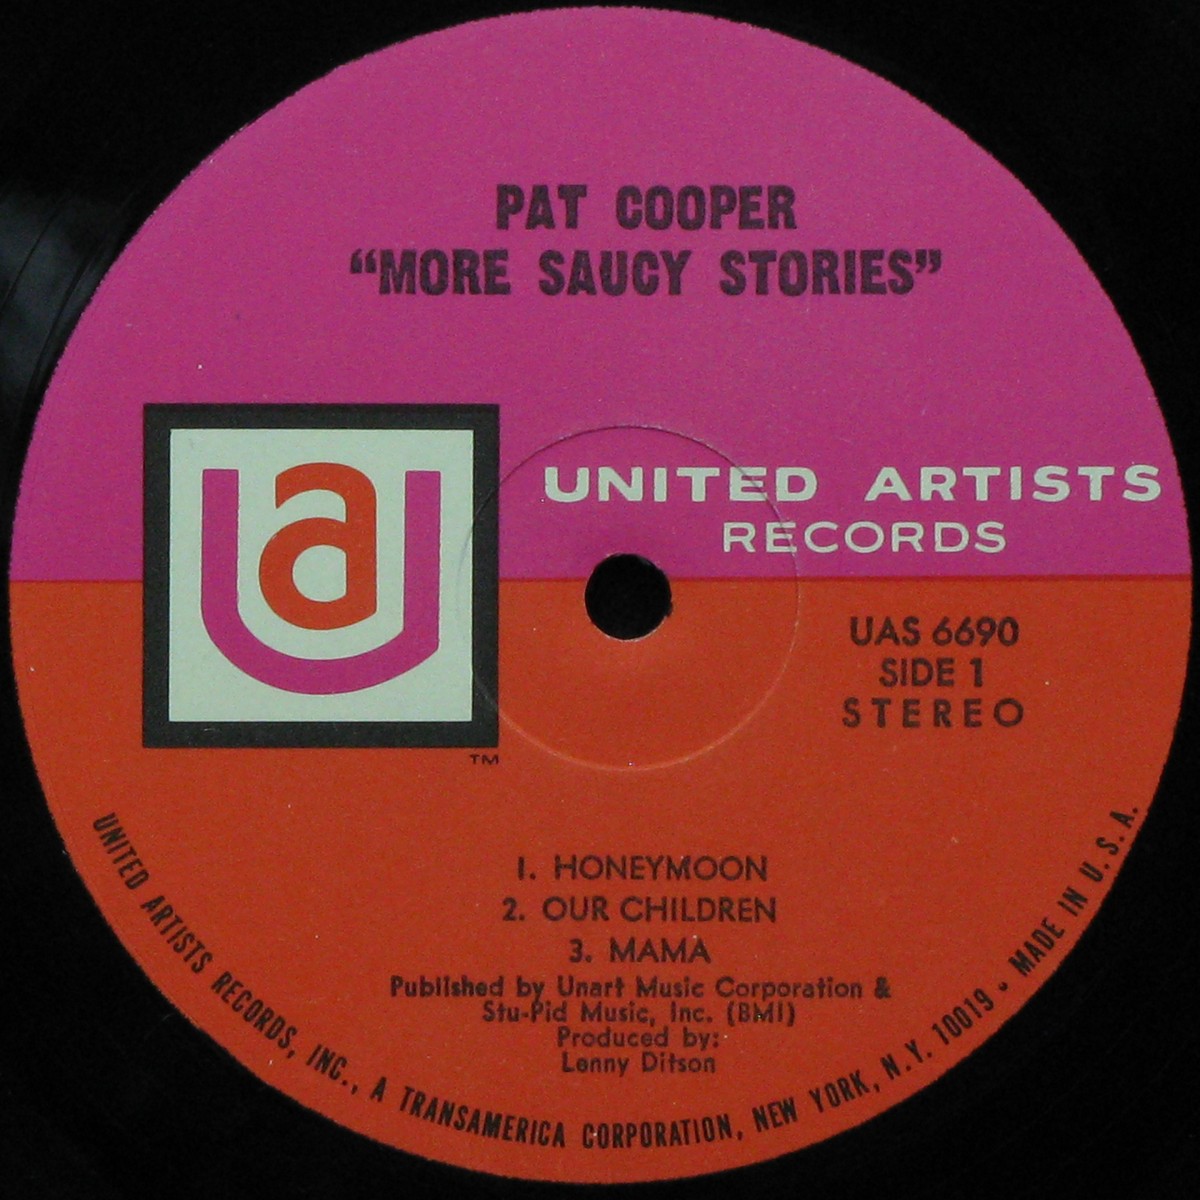 PAT COOPER
“MORE SAUCY STORIES”
ua
UNITED ARTISTS
RECORDS
TM
UAS 6690
SIDE 1
STEREO
1. HONEYMOON
2. OUR CHILDREN
3. MAMA
Published by Unart Music Corporation &
Stu-Pid Music, Inc. (BMI)
Produced by:
Lenny Ditson
UNITED ARTISTS RECORDS, INC., A TRANSAMERICA CORPORATION, NEW YORK, N.Y. 10019 • MADE IN U.S.A.